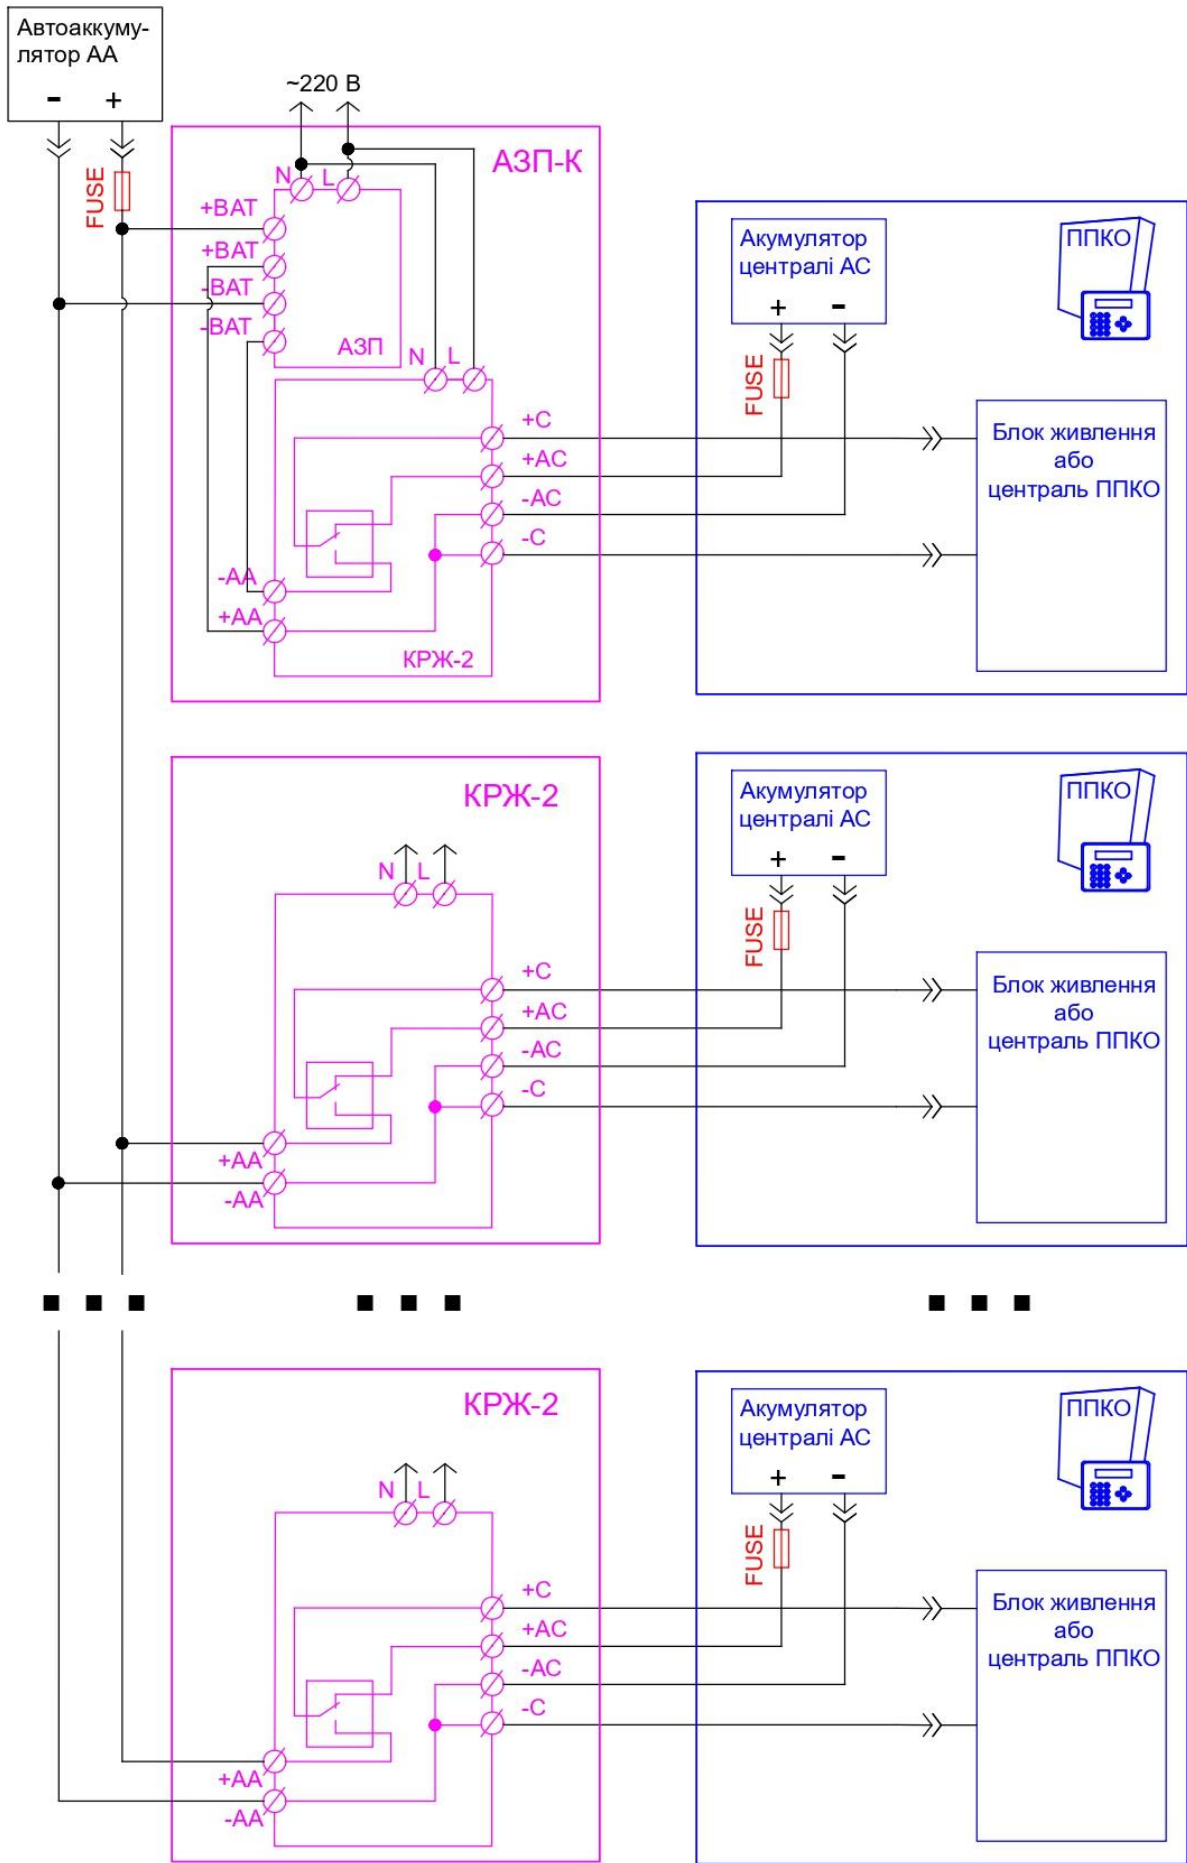 Автоаккуму-
лятор АА
- +
FUSE
~220 В
АЗП-К
N L
+BAT
+BAT
-BAT
-BAT
АЗП
N L
+C
+AC
-AC
-C
-AA
+AA
КРЖ-2
Акумулятор
централі АС
+ -
FUSE
ППКО
Блок живлення
або
централь ППКО
КРЖ-2
N L
+C
+AC
-AC
-C
+AA
-AA
Акумулятор
централі АС
+ -
FUSE
ППКО
Блок живлення
або
централь ППКО
КРЖ-2
N L
+C
+AC
-AC
-C
+AA
-AA
Акумулятор
централі АС
+ -
FUSE
ППКО
Блок живлення
або
централь ППКО